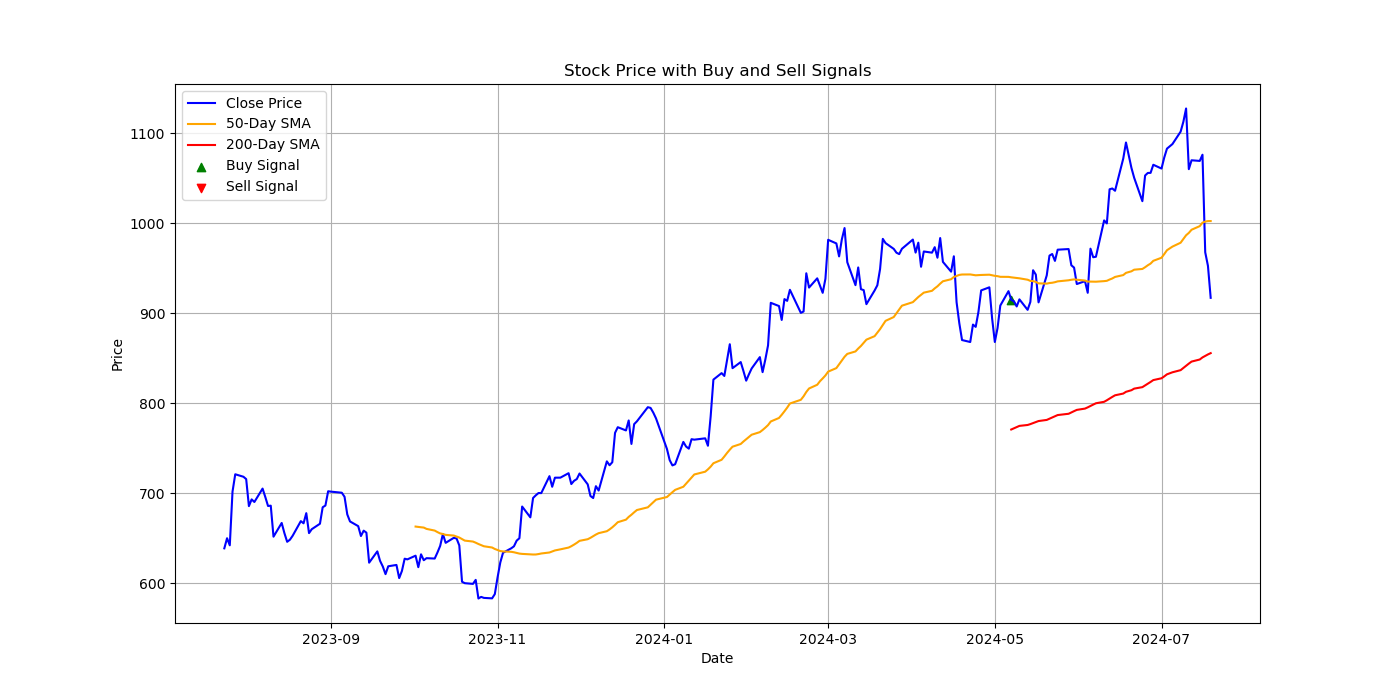 Stock Price with Buy and Sell Signals
Close Price
50-Day SMA
200-Day SMA
Buy Signal
Sell Signal
1100
1000
900
800
700
600
Price
2023-09 2023-11 2024-01 2024-03 2024-05 2024-07
Date